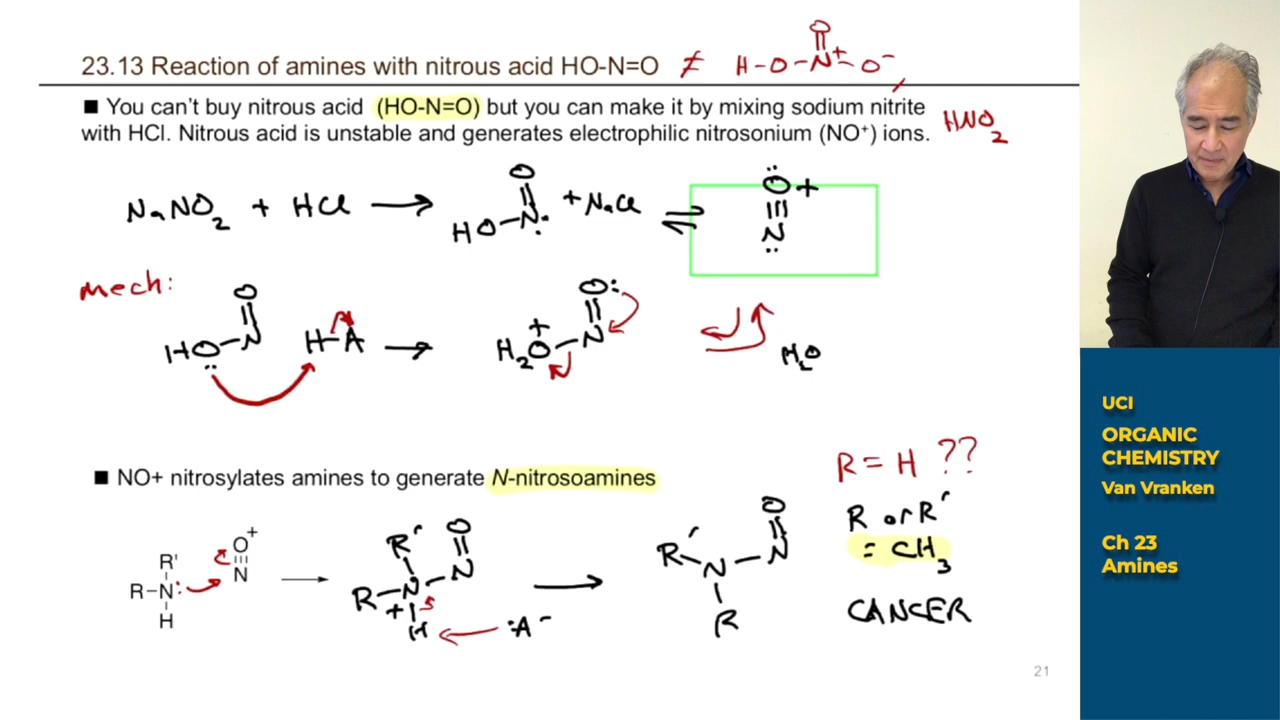 23.13 Reaction of amines with nitrous acid HO-N=O ≠ H-O-N+-O-
O
■ You can't buy nitrous acid (HO-N=O) but you can make it by mixing sodium nitrite
with HCl. Nitrous acid is unstable and generates electrophilic nitrosonium (NO+) ions.
HNO2
NaNO2 + HCl → HO-N=O + NaCl ⇌ O+≡N
mech:
HO-N=O H-A → H2O+-N=O H2O
■ NO+ nitrosylates amines to generate N-nitrosoamines
R = H ??
R or R'
= CH3
CANCER
R'
R-N:
H
O+
N
→
R' O
R-N-N
+
H :A-
→
R' O
N-N
R
21
UCI
ORGANIC
CHEMISTRY
Van Vranken
Ch 23
Amines